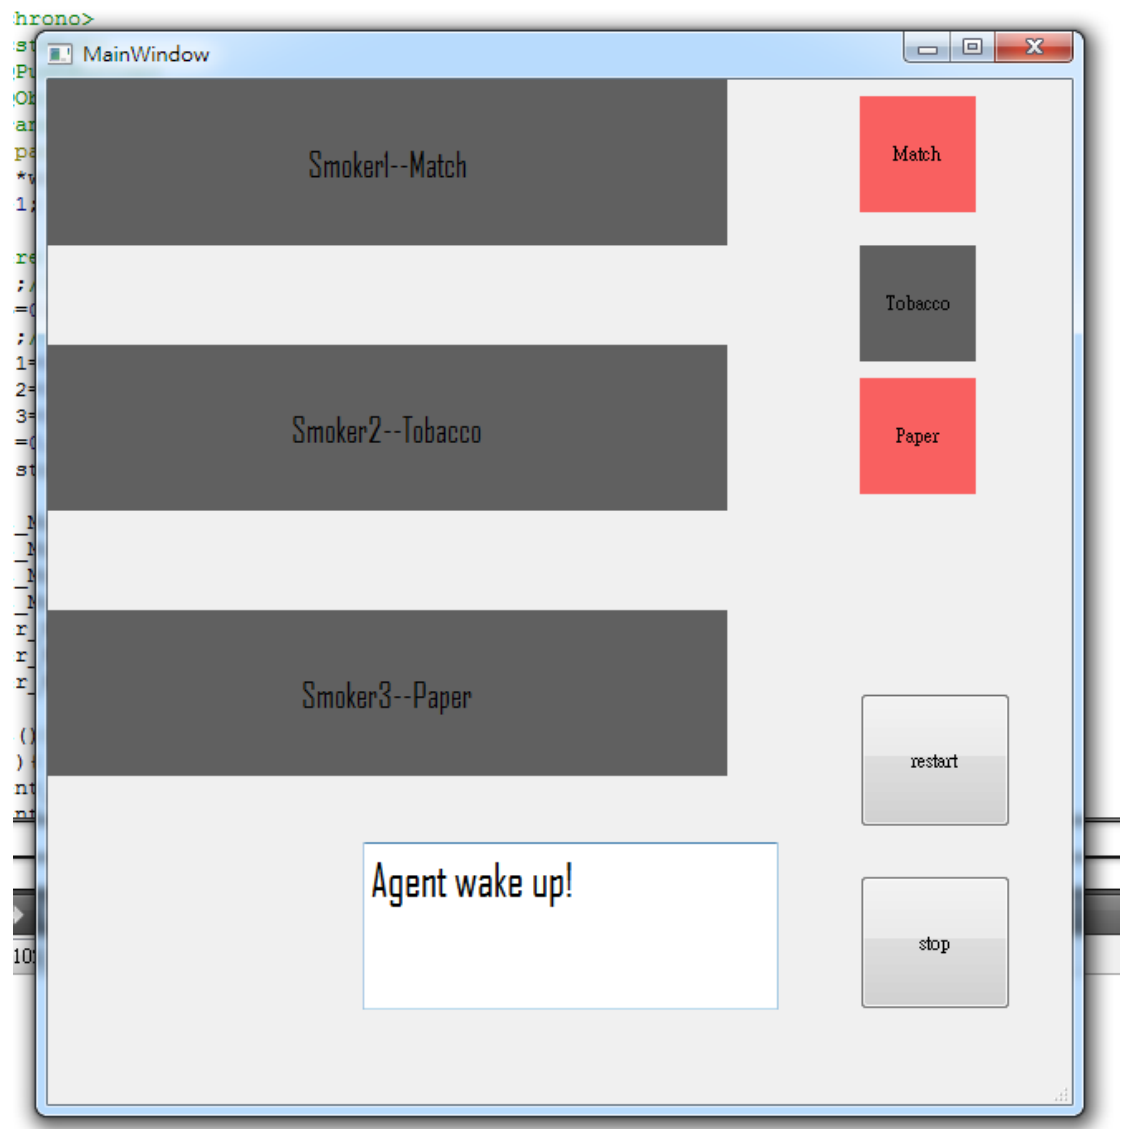 hrono>
MainWindow
Smoker1--Match
Match
Tobacco
Smoker2--Tobacco
Paper
Smoker3--Paper
restart
Agent wake up!
stop